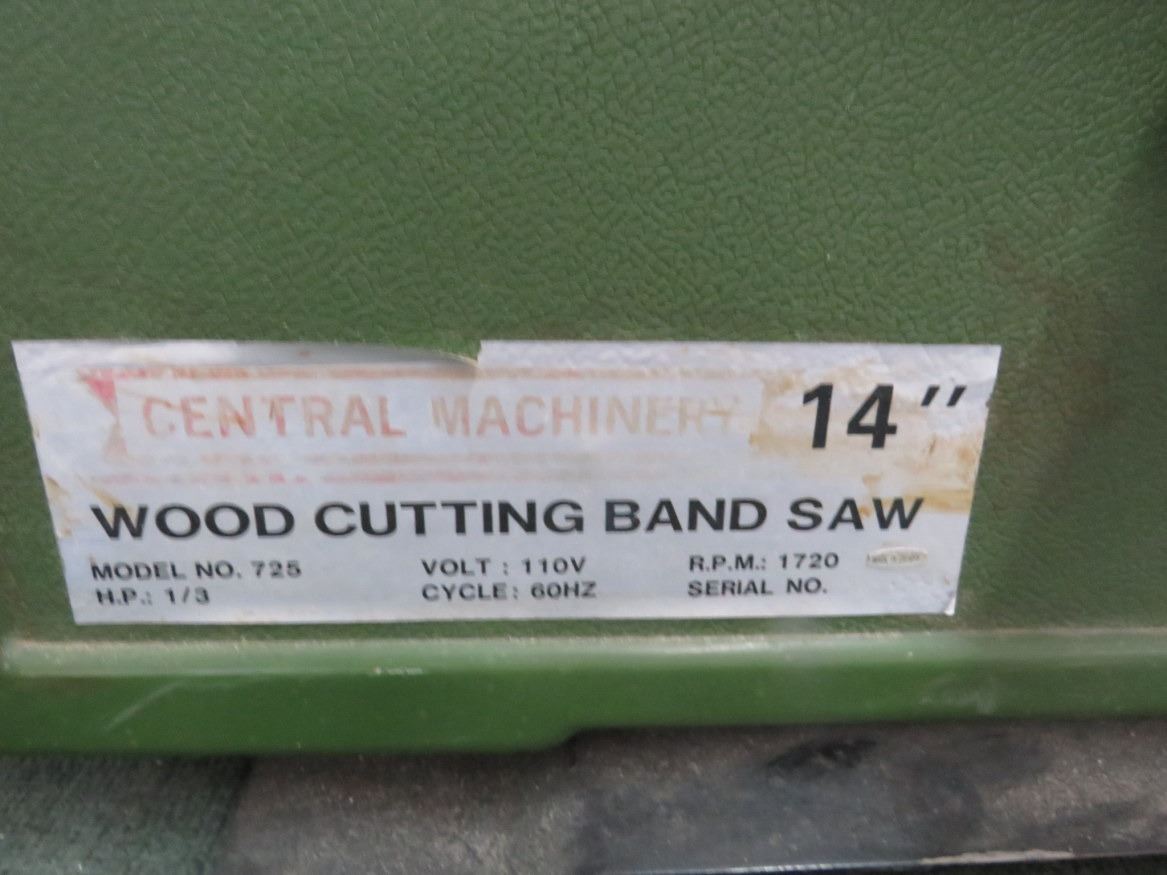 CENTRAL MACHINERY 14"
WOOD CUTTING BAND SAW
MODEL NO. 725 VOLT : 110V R.P.M.: 1720
H.P.: 1/3 CYCLE: 60HZ SERIAL NO.